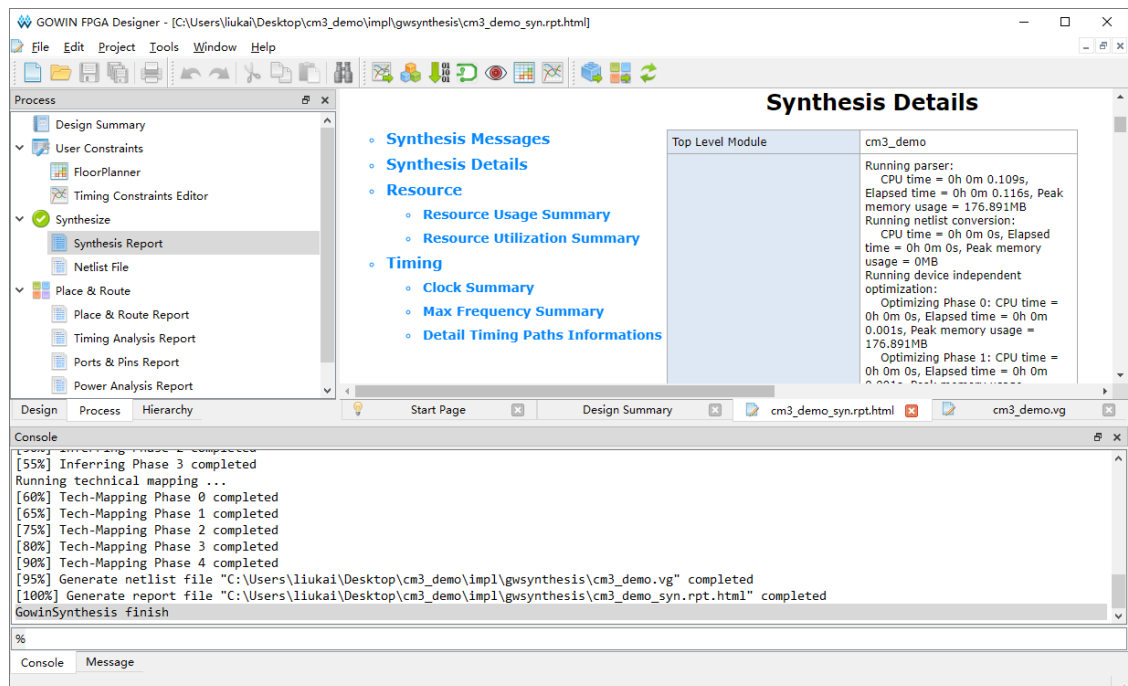 GOWIN FPGA Designer - [C:\Users\liukai\Desktop\cm3_demo\impl\gwsynthesis\cm3_demo_syn.rpt.html]
File Edit Project Tools Window Help
Process
Design Summary
User Constraints
FloorPlanner
Timing Constraints Editor
Synthesize
Synthesis Report
Netlist File
Place & Route
Place & Route Report
Timing Analysis Report
Ports & Pins Report
Power Analysis Report
Design Process Hierarchy
Synthesis Messages
Synthesis Details
Resource
Resource Usage Summary
Resource Utilization Summary
Timing
Clock Summary
Max Frequency Summary
Detail Timing Paths Informations
Synthesis Details
Top Level Module cm3_demo
Running parser:
CPU time = 0h 0m 0.109s,
Elapsed time = 0h 0m 0.116s, Peak
memory usage = 176.891MB
Running netlist conversion:
CPU time = 0h 0m 0s, Elapsed
time = 0h 0m 0s, Peak memory
usage = 0MB
Running device independent
optimization:
Optimizing Phase 0: CPU time =
0h 0m 0s, Elapsed time = 0h 0m
0.001s, Peak memory usage =
176.891MB
Optimizing Phase 1: CPU time =
0h 0m 0s, Elapsed time = 0h 0m
Start Page Design Summary cm3_demo_syn.rpt.html cm3_demo.vg
Console
[55%] Inferring Phase 3 completed
Running technical mapping ...
[60%] Tech-Mapping Phase 0 completed
[65%] Tech-Mapping Phase 1 completed
[75%] Tech-Mapping Phase 2 completed
[80%] Tech-Mapping Phase 3 completed
[90%] Tech-Mapping Phase 4 completed
[95%] Generate netlist file "C:\Users\liukai\Desktop\cm3_demo\impl\gwsynthesis\cm3_demo.vg" completed
[100%] Generate report file "C:\Users\liukai\Desktop\cm3_demo\impl\gwsynthesis\cm3_demo_syn.rpt.html" completed
GowinSynthesis finish
%
Console Message